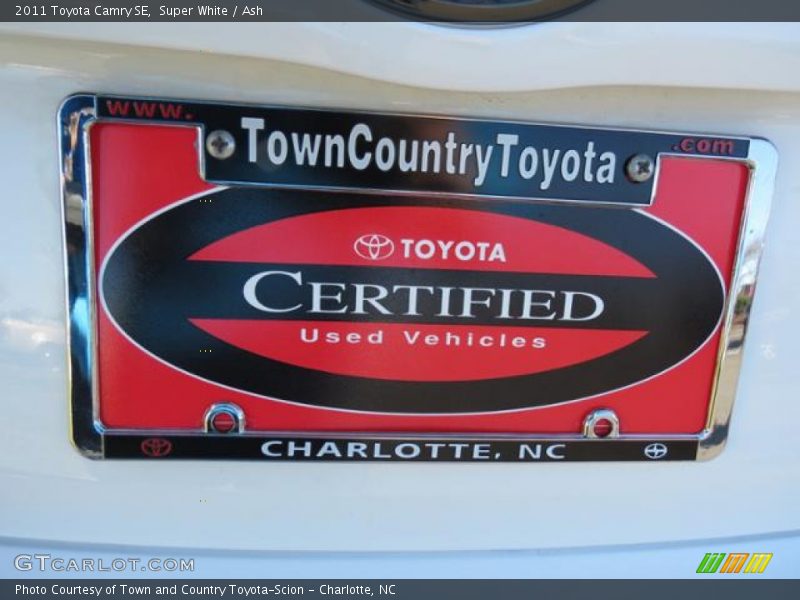 2011 Toyota Camry SE, Super White / Ash
www. TownCountryToyota .com
TOYOTA
CERTIFIED
Used Vehicles
CHARLOTTE, NC
GTCARLOT.COM
Photo Courtesy of Town and Country Toyota-Scion - Charlotte, NC